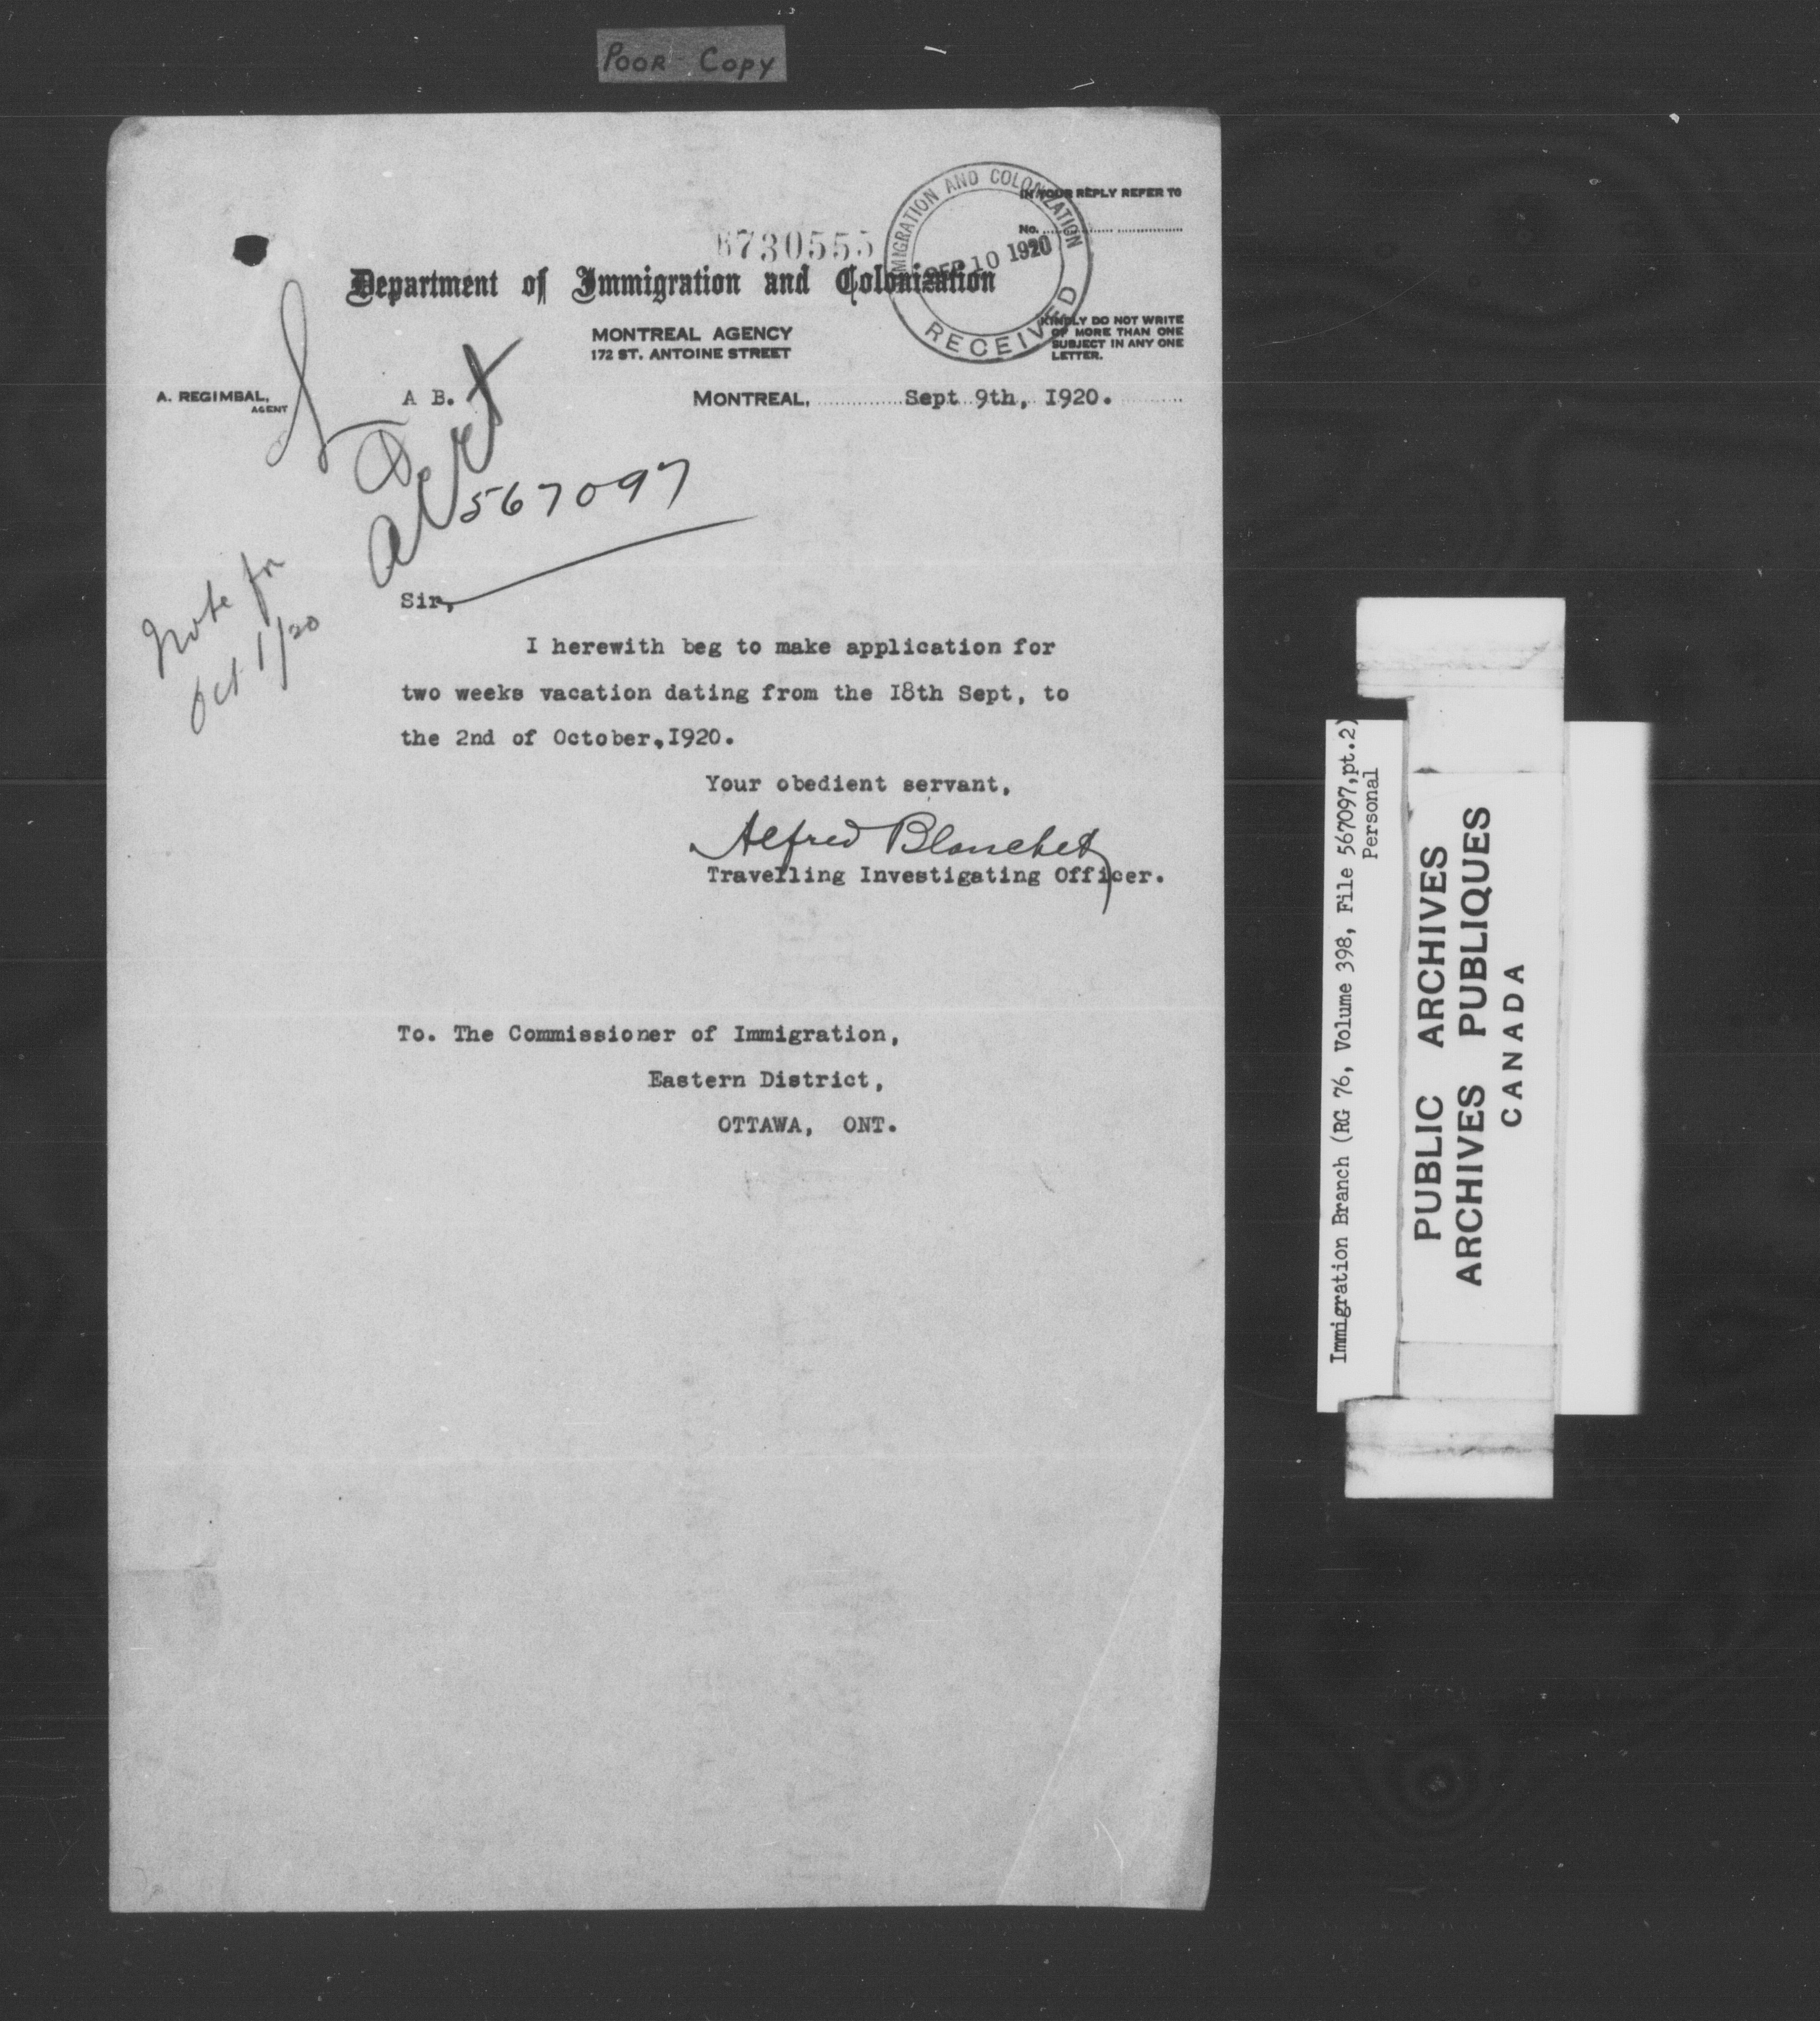 POOR COPY
IMMIGRATION AND COLONIZATION
SEP 10 1920
RECEIVED
IN YOUR REPLY REFER TO
No.
6730555
Department of Immigration and Colonization
MONTREAL AGENCY
172 ST. ANTOINE STREET
KINDLY DO NOT WRITE
OF MORE THAN ONE
SUBJECT IN ANY ONE
LETTER.
A. REGIMBAL,
AGENT
A B.
MONTREAL, Sept 9th, 1920.
567097
Note for
Oct 1/20
Sir,
I herewith beg to make application for
two weeks vacation dating from the 18th Sept, to
the 2nd of October,1920.
Your obedient servant,
Alfred Blanchet
Travelling Investigating Officer.
To. The Commissioner of Immigration,
Eastern District,
OTTAWA, ONT.
Immigration Branch (RG 76, Volume 398, File 567097,pt.2)
Personal
PUBLIC ARCHIVES
ARCHIVES PUBLIQUES
CANADA